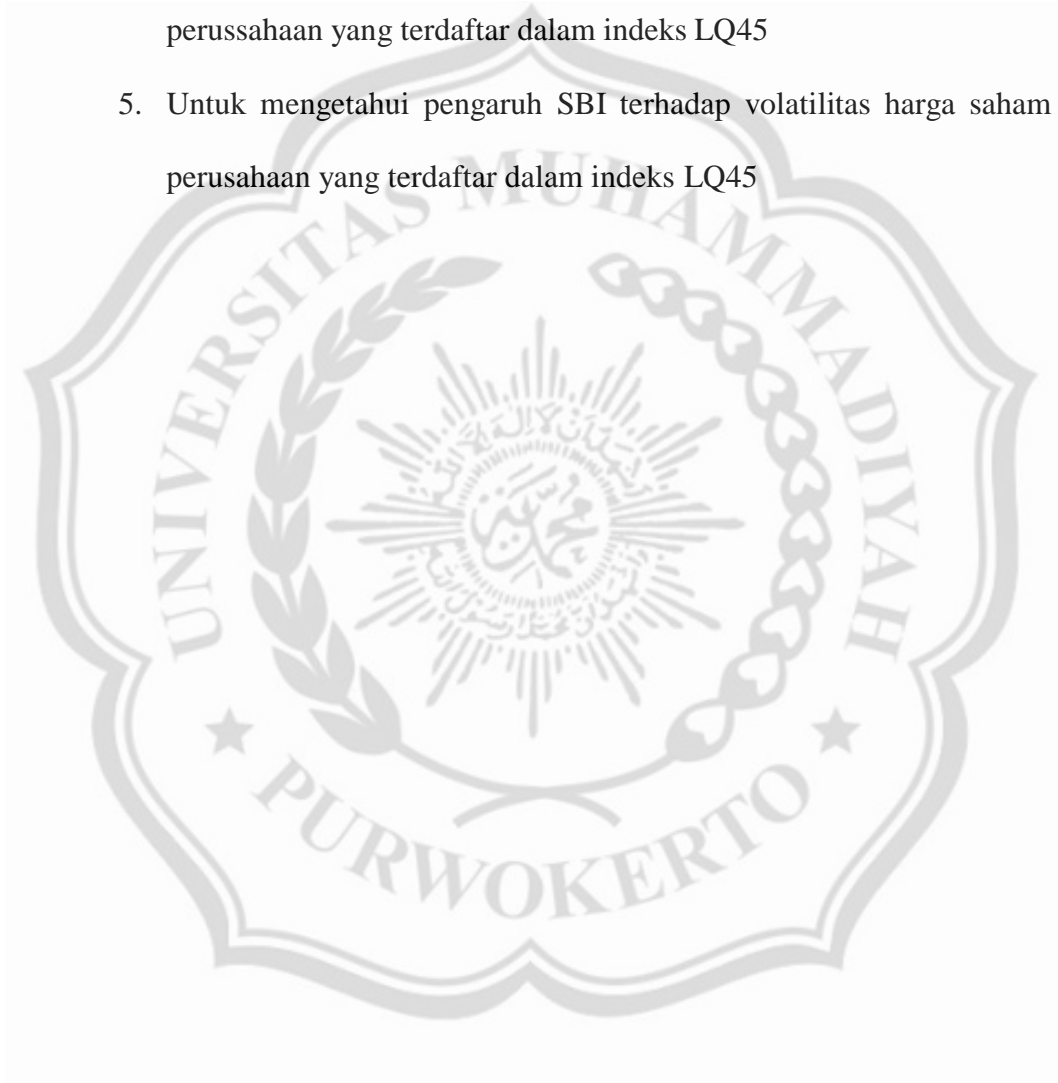 perussahaan yang terdaftar dalam indeks LQ45
5. Untuk mengetahui pengaruh SBI terhadap volatilitas harga saham
perusahaan yang terdaftar dalam indeks LQ45
UNIVERSITAS MUHAMMADIYAH
PURWOKERTO